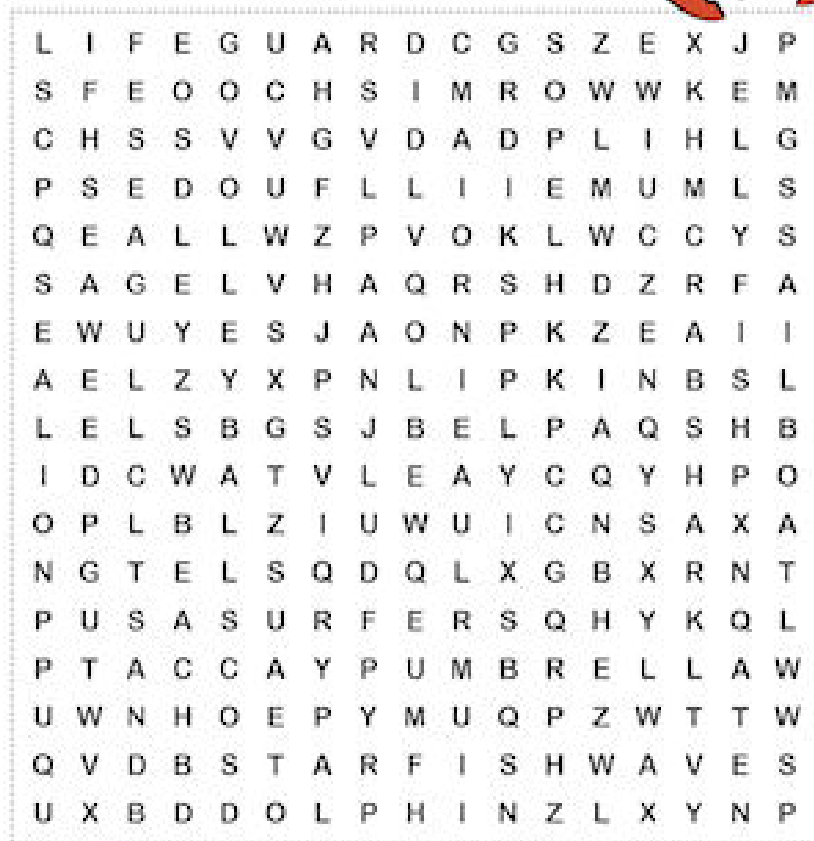 L I F E G U A R D C G S Z E X J P
S F E O O C H S I M R O W W K E M
C H S S V V G V D A D P L I H L G
P S E D O U F L L I I E M U M L S
Q E A L L W Z P V O K L W C C Y S
S A G E L V H A Q R S H D Z R F A
E W U Y E S J A O N P K Z E A I I
A E L Z Y X P N L I P K I N B S L
L E L S B G S J B E L P A Q S H B
I D C W A T V L E A Y C Q Y H P O
O P L B L Z I U W U I C N S A X A
N G T E L S Q D Q L X G B X R N T
P U S A S U R F E R S Q H Y K Q L
P T A C C A Y P U M B R E L L A W
U W N H O E P Y M U Q P Z W T T W
Q V D B S T A R F I S H W A V E S
U X B D D O L P H I N Z L X Y N P